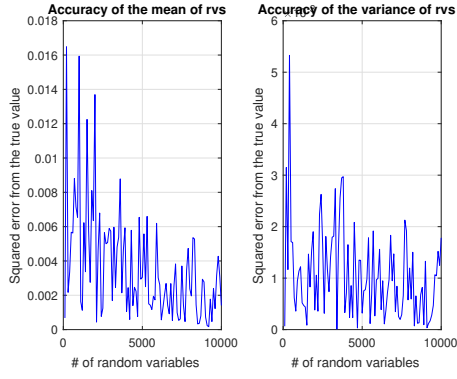 Accuracy of the mean of rvs
0.018
0.016
0.014
0.012
0.01
0.008
0.006
0.004
0.002
0
0 5000 10000
# of random variables
Squared error from the true value
Accuracy of the variance of rvs
6
5
4
3
2
1
0
0 5000 10000
# of random variables
Squared error from the true value